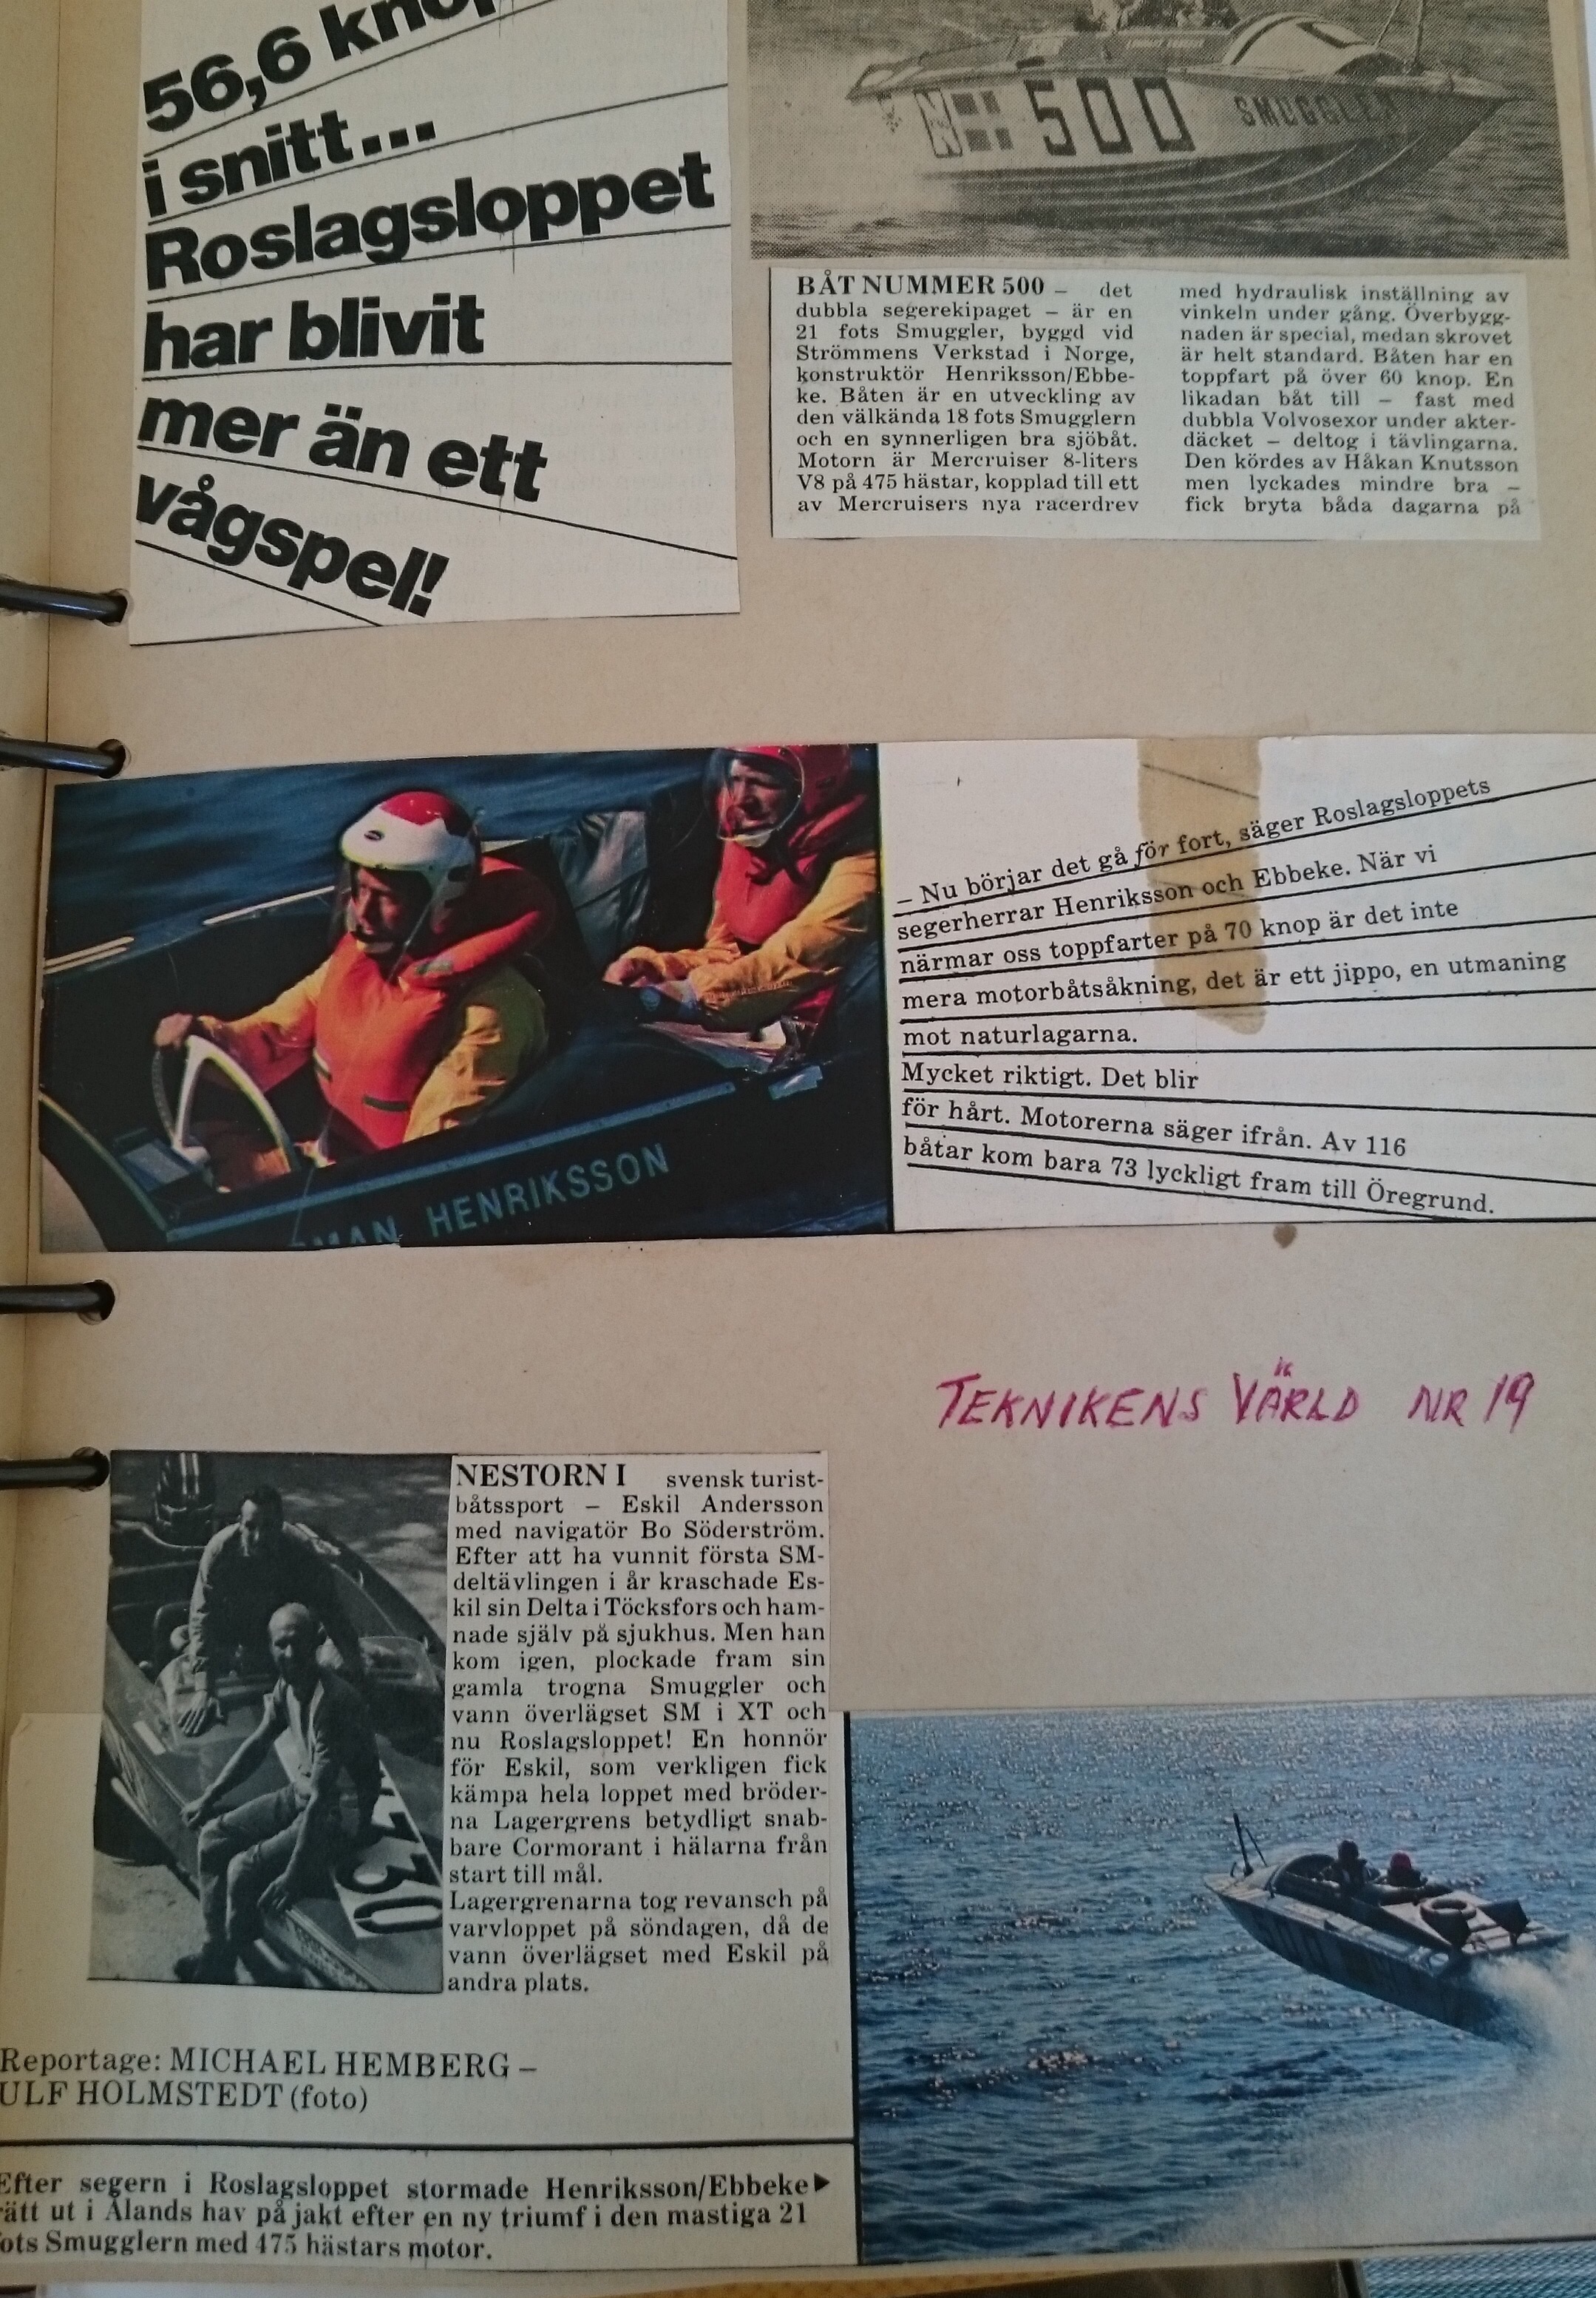 56,6 knop
i snitt...
Roslagsloppet
har blivit
mer än ett
vågspel!
N 500 SMUGGLER
BÅT NUMMER 500 – det
dubbla segerekipaget – är en
21 fots Smuggler, byggd vid
Strömmens Verkstad i Norge,
konstruktör Henriksson/Ebbe-
ke. Båten är en utveckling av
den välkända 18 fots Smugglern
och en synnerligen bra sjöbåt.
Motorn är Mercruiser 8-liters
V8 på 475 hästar, kopplad till ett
av Mercruisers nya racerdrev
med hydraulisk inställning av
vinkeln under gång. Överbygg-
naden är special, medan skrovet
är helt standard. Båten har en
toppfart på över 60 knop. En
likadan båt till – fast med
dubbla Volvosexor under akter-
däcket – deltog i tävlingarna.
Den kördes av Håkan Knutsson
men lyckades mindre bra –
fick bryta båda dagarna på
HENRIKSSON
– Nu börjar det gå för fort, säger Roslagsloppets
segerherrar Henriksson och Ebbeke. När vi
närmar oss toppfarter på 70 knop är det inte
mera motorbåtsåkning, det är ett jippo, en utmaning
mot naturlagarna.
Mycket riktigt. Det blir
för hårt. Motorerna säger ifrån. Av 116
båtar kom bara 73 lyckligt fram till Öregrund.
TEKNIKENS VÄRLD NR 19
NESTORN I svensk turist-
båtssport – Eskil Andersson
med navigatör Bo Söderström.
Efter att ha vunnit första SM-
deltävlingen i år kraschade Es-
kil sin Delta i Töcksfors och ham-
nade själv på sjukhus. Men han
kom igen, plockade fram sin
gamla trogna Smuggler och
vann överlägset SM i XT och
nu Roslagsloppet! En honnör
för Eskil, som verkligen fick
kämpa hela loppet med bröder-
na Lagergrens betydligt snab-
bare Cormorant i hälarna från
start till mål.
Lagergrenarna tog revansch på
varvloppet på söndagen, då de
vann överlägset med Eskil på
andra plats.
30
Reportage: MICHAEL HEMBERG –
ULF HOLMSTEDT (foto)
Efter segern i Roslagsloppet stormade Henriksson/Ebbeke
rätt ut i Ålands hav på jakt efter en ny triumf i den mastiga 21
fots Smugglern med 475 hästars motor.